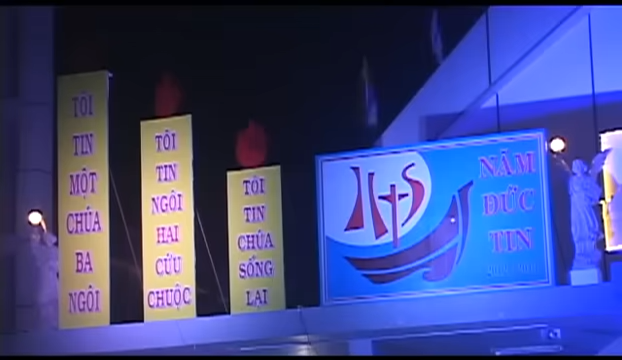 TÔI
TIN
MỘT
CHÚA
BA
NGÔI
TÔI
TIN
NGÔI
HAI
CỨU
CHUỘC
TÔI
TIN
CHÚA
SỐNG
LẠI
IHS
NĂM
ĐỨC
TIN